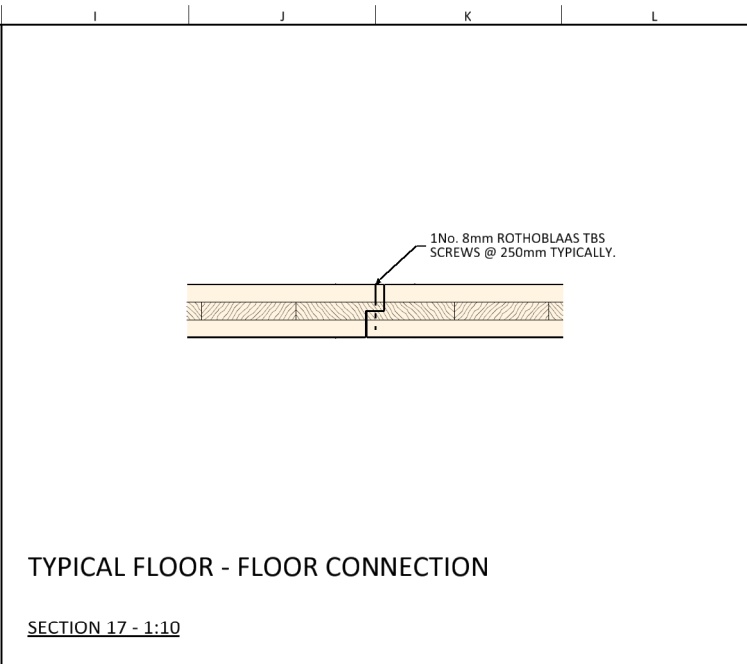 I J K L
1No. 8mm ROTHOBLAAS TBS
SCREWS @ 250mm TYPICALLY.
TYPICAL FLOOR - FLOOR CONNECTION
SECTION 17 - 1:10